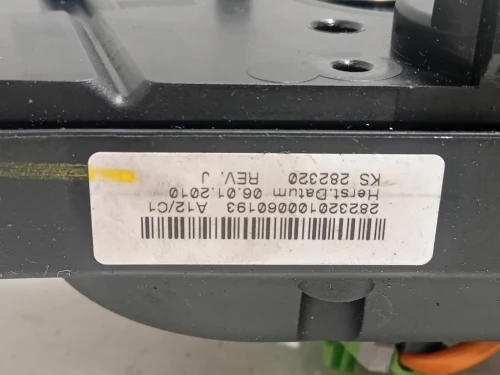 282320100060193 A12/C1
Herst.Datum 06.01.2010
KS 282320 REV. J